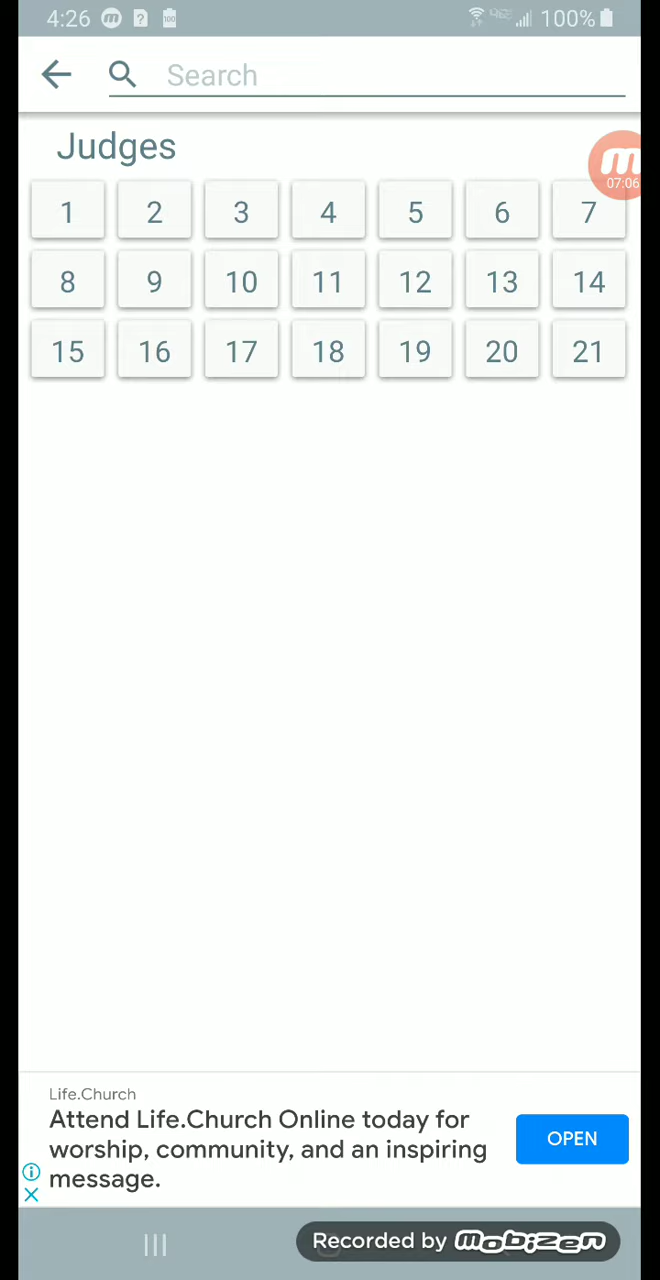 4:26 100%
Search
Judges
07:06
1 2 3 4 5 6 7
8 9 10 11 12 13 14
15 16 17 18 19 20 21
Life.Church
Attend Life.Church Online today for
worship, community, and an inspiring
message.
OPEN
Recorded by mobizen